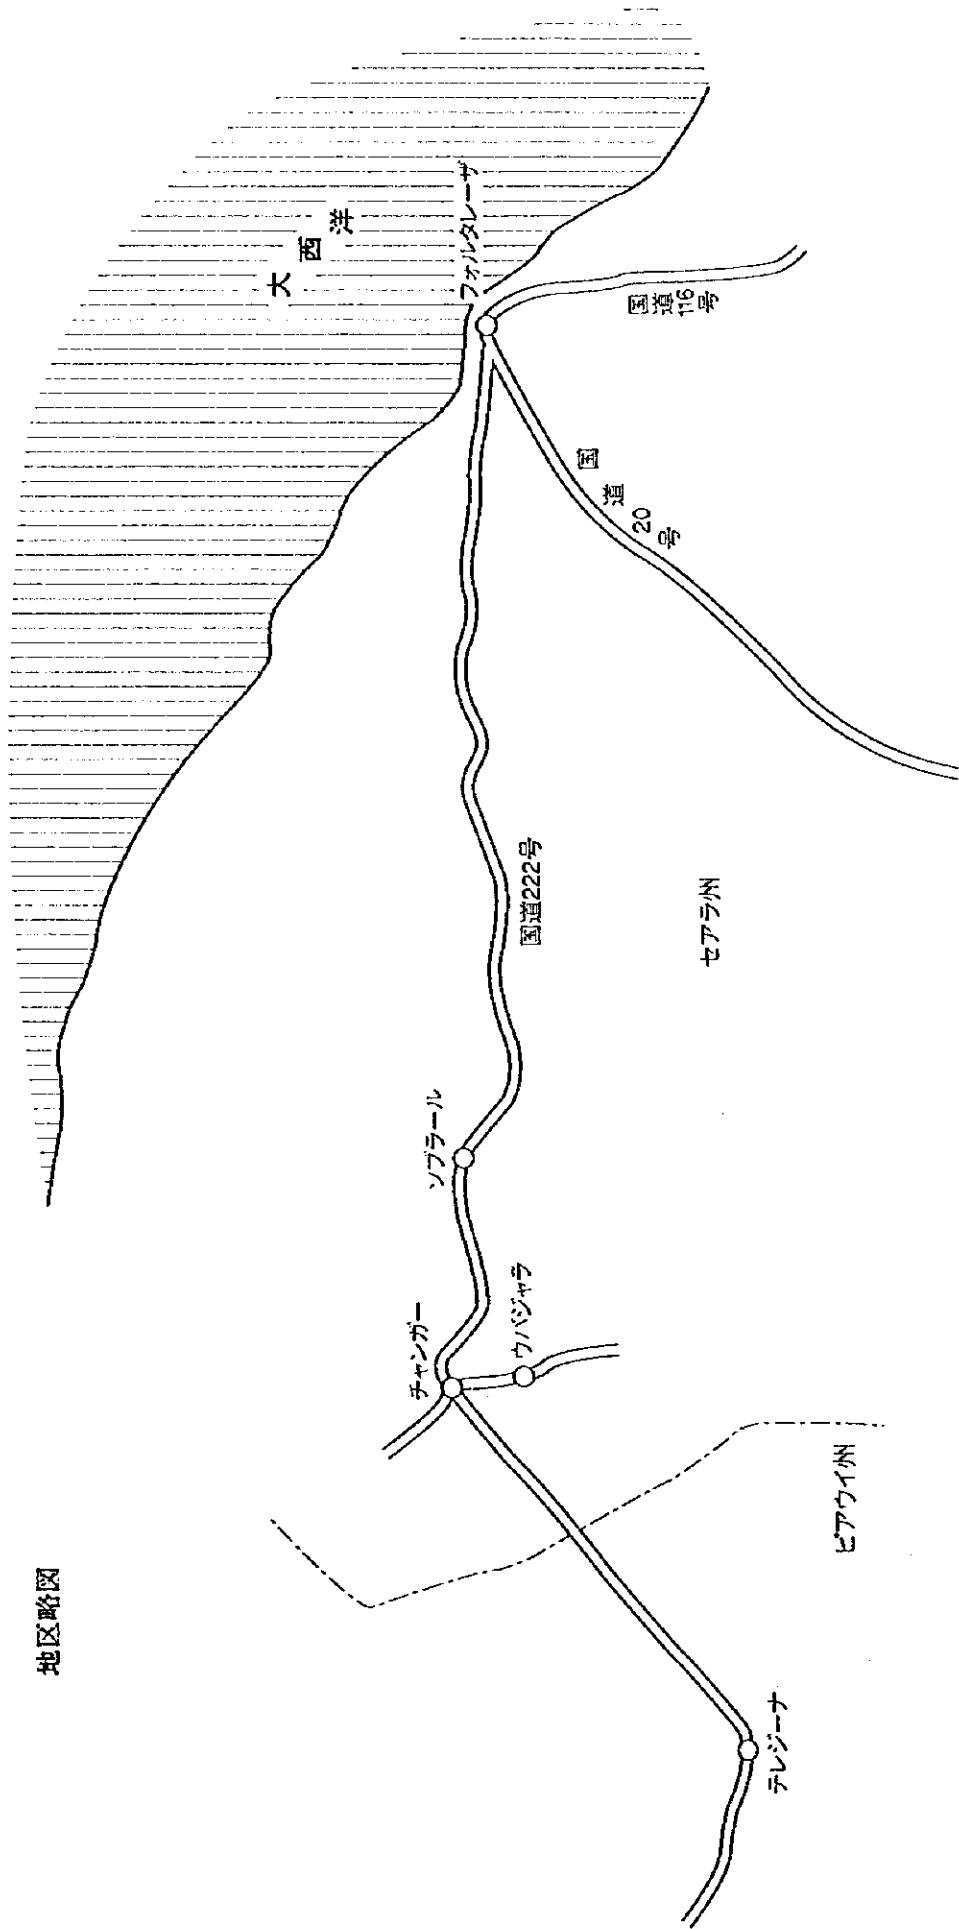 地区略図
大西洋
フォルタレーザ
国道116号
国道20号
国道222号
セアラ州
ソブラール
チャンガー
ウバジャラ
ピアウイ州
テレジーナ